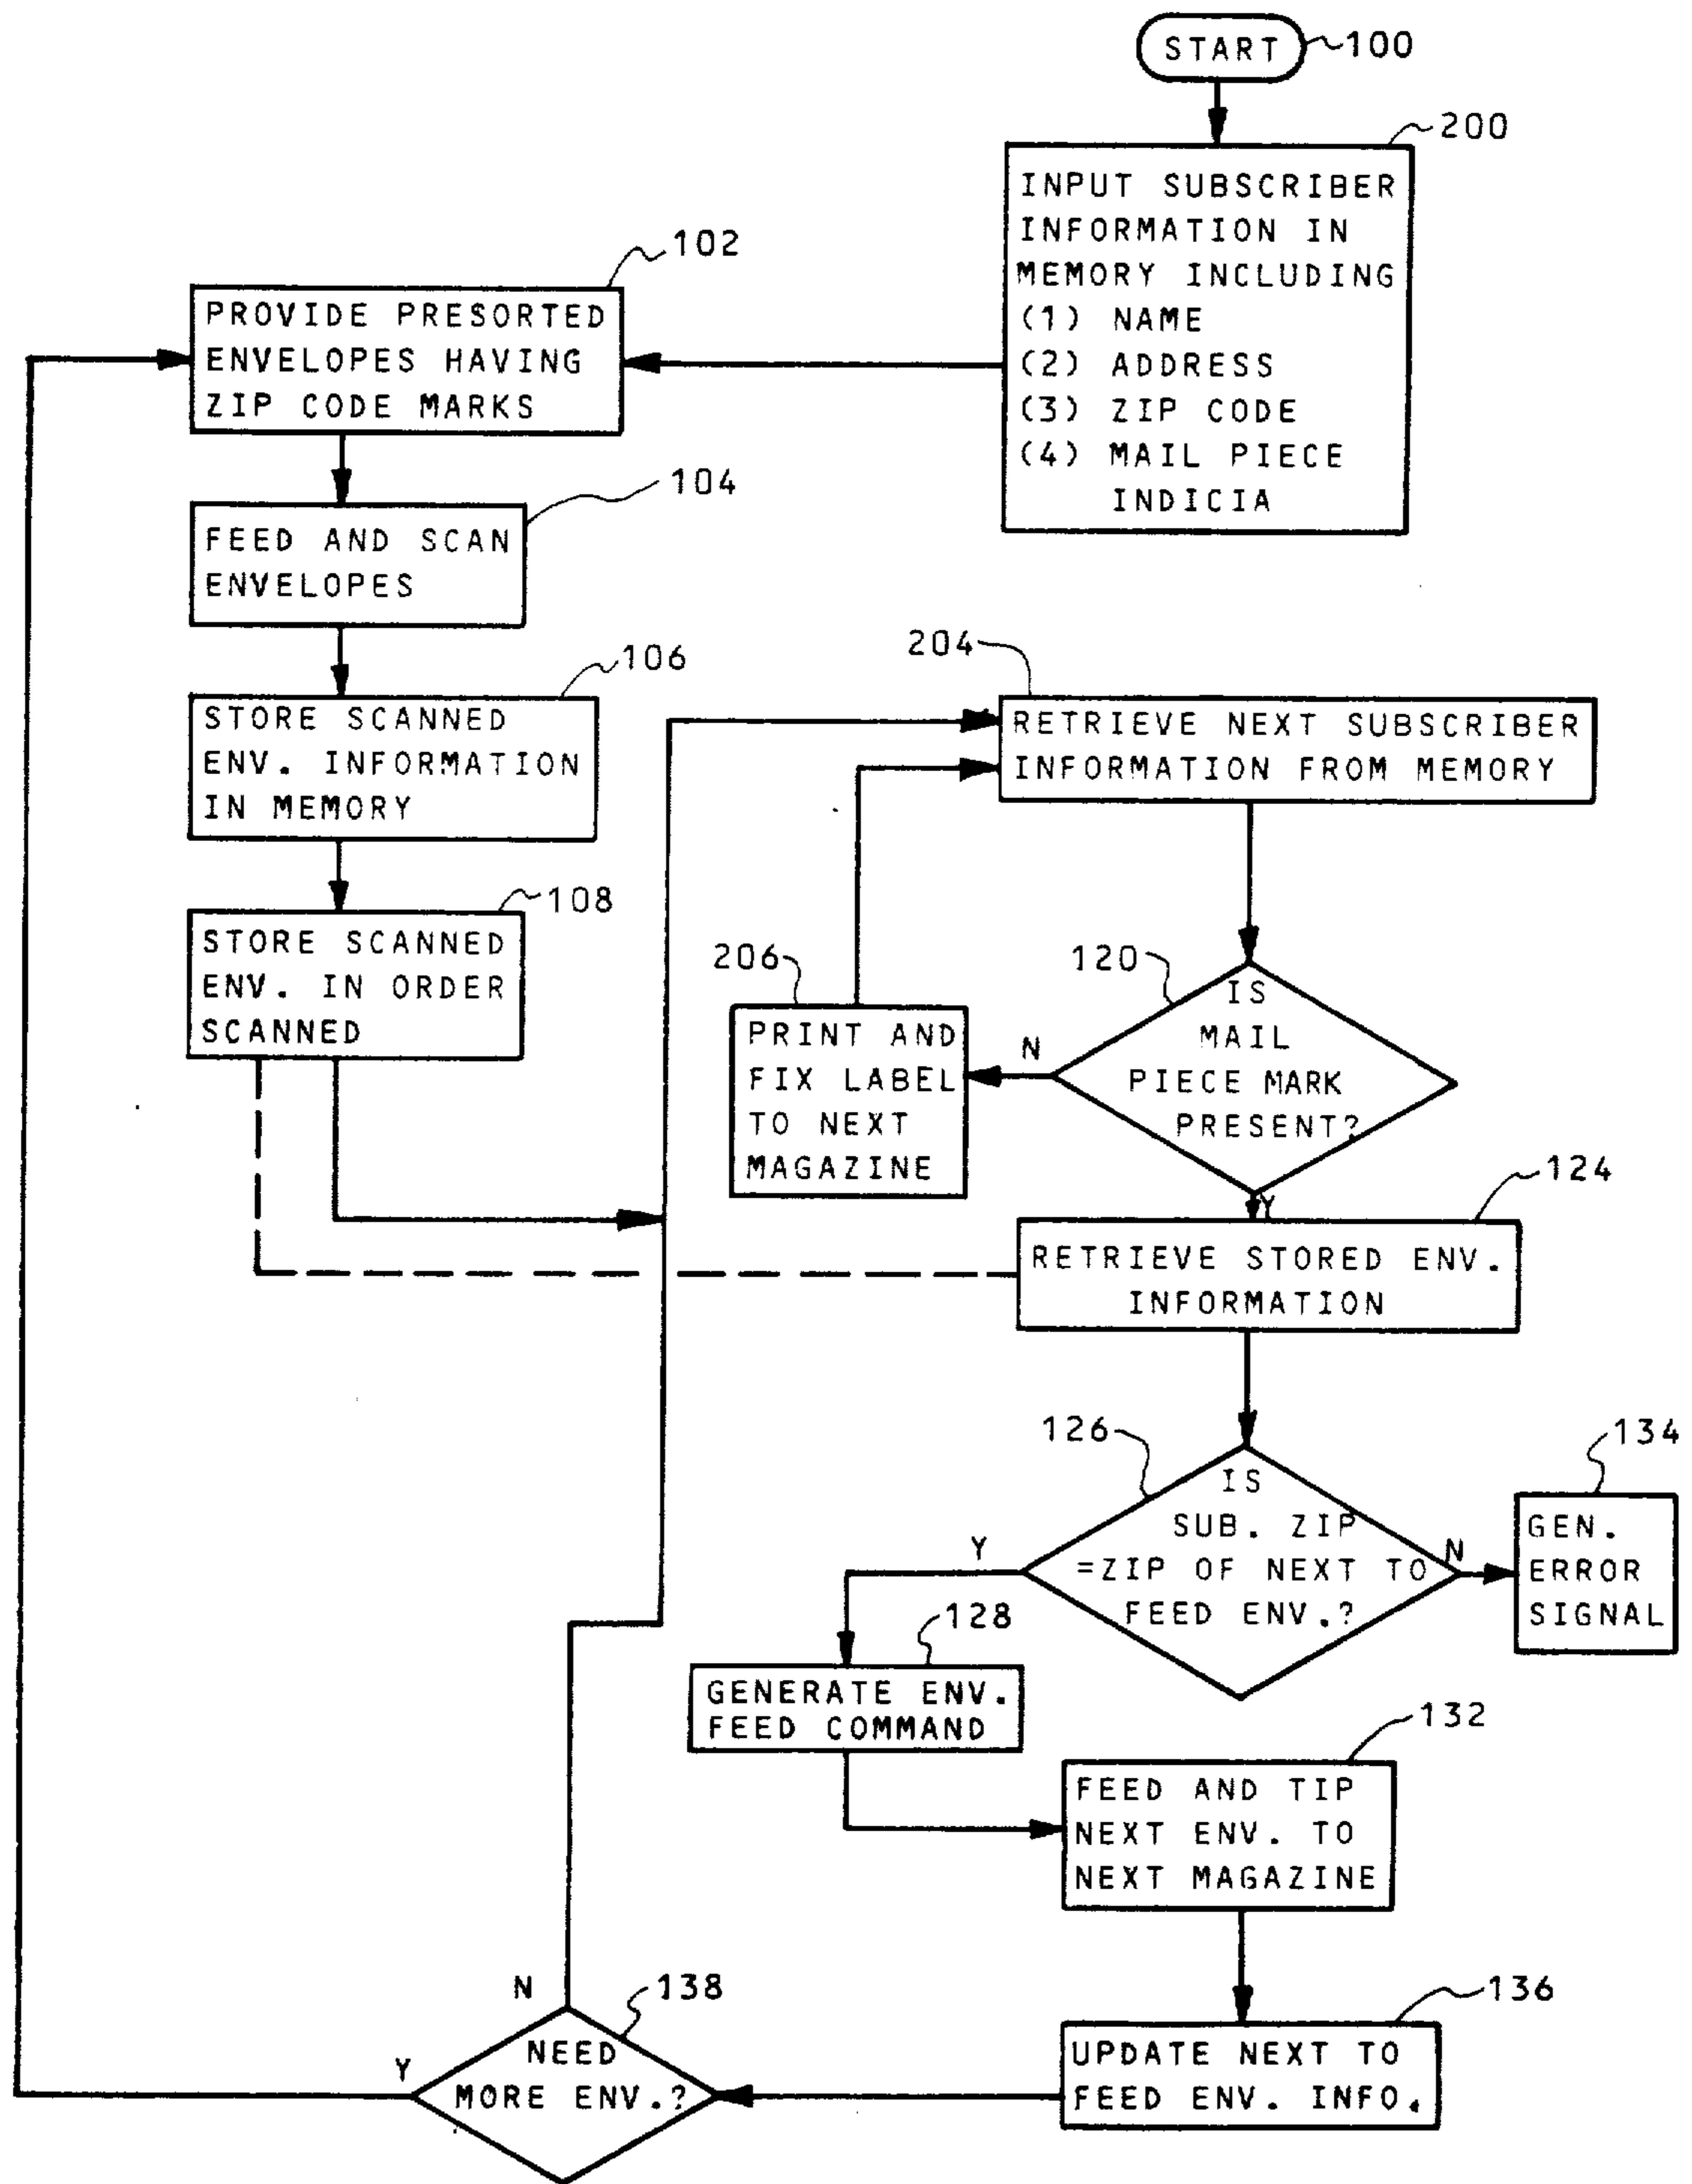 START
100
200
INPUT SUBSCRIBER
INFORMATION IN
MEMORY INCLUDING
(1) NAME
(2) ADDRESS
(3) ZIP CODE
(4) MAIL PIECE
INDICIA
102
PROVIDE PRESORTED
ENVELOPES HAVING
ZIP CODE MARKS
104
FEED AND SCAN
ENVELOPES
106
STORE SCANNED
ENV. INFORMATION
IN MEMORY
108
STORE SCANNED
ENV. IN ORDER
SCANNED
204
RETRIEVE NEXT SUBSCRIBER
INFORMATION FROM MEMORY
120
IS
MAIL
PIECE MARK
PRESENT?
N
206
PRINT AND
FIX LABEL
TO NEXT
MAGAZINE
Y
124
RETRIEVE STORED ENV.
INFORMATION
126
IS
SUB. ZIP
=ZIP OF NEXT TO
FEED ENV.?
N
134
GEN.
ERROR
SIGNAL
Y
128
GENERATE ENV.
FEED COMMAND
132
FEED AND TIP
NEXT ENV. TO
NEXT MAGAZINE
136
UPDATE NEXT TO
FEED ENV. INFO.
138
NEED
MORE ENV.?
N
Y